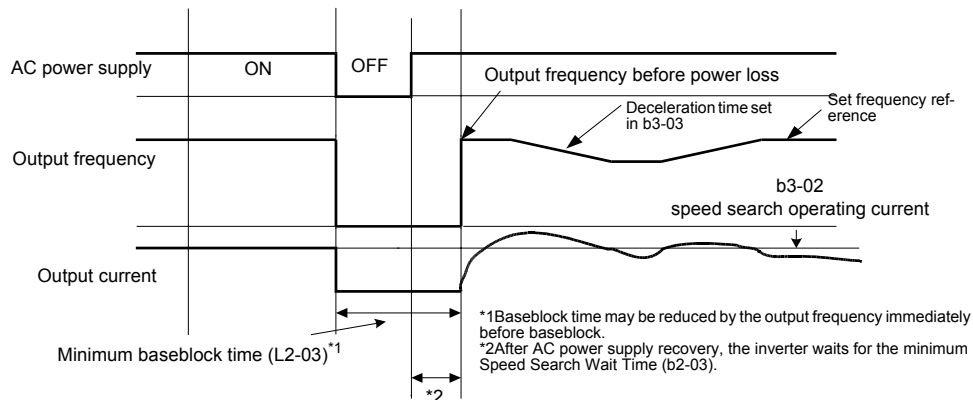 AC power supply
ON
OFF
Output frequency before power loss
Deceleration time set
in b3-03
Set frequency ref-
erence
Output frequency
b3-02
speed search operating current
Output current
*1Baseblock time may be reduced by the output frequency immediately
before baseblock.
*2After AC power supply recovery, the inverter waits for the minimum
Speed Search Wait Time (b2-03).
Minimum baseblock time (L2-03)*1
*2